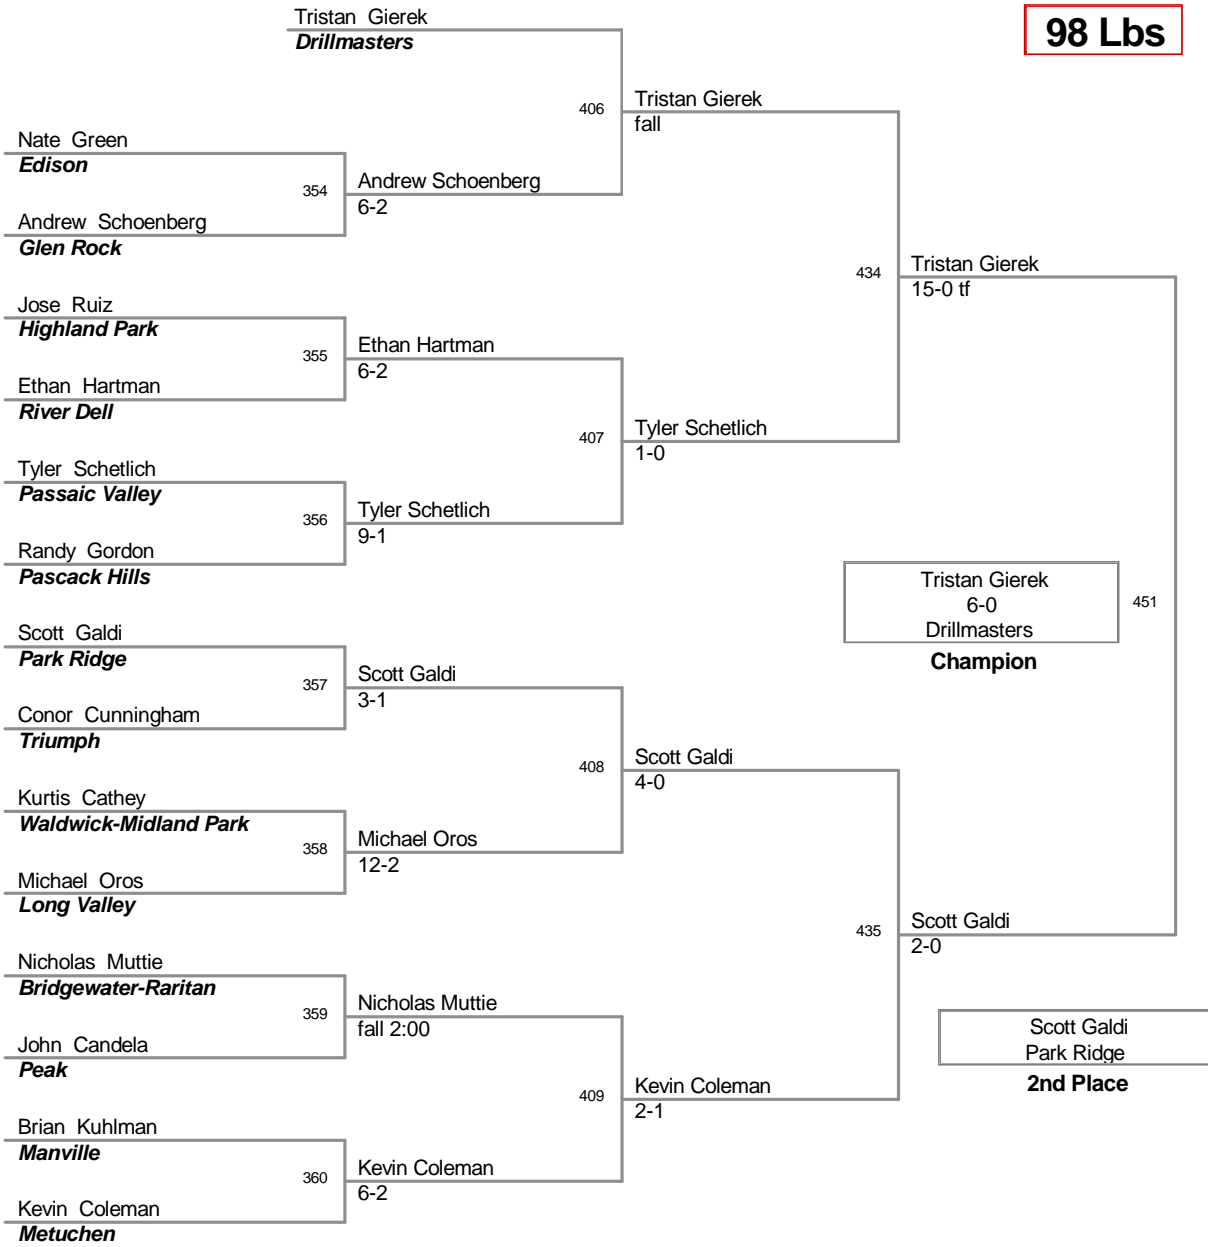 Tristan Gierek
Drillmasters
98 Lbs
406
Tristan Gierek
fall
Nate Green
Edison
354
Andrew Schoenberg
6-2
Andrew Schoenberg
Glen Rock
434
Tristan Gierek
15-0 tf
Jose Ruiz
Highland Park
355
Ethan Hartman
6-2
Ethan Hartman
River Dell
407
Tyler Schetlich
1-0
Tyler Schetlich
Passaic Valley
356
Tyler Schetlich
9-1
Randy Gordon
Pascack Hills
Tristan Gierek
6-0
Drillmasters
Champion
451
Scott Galdi
Park Ridge
357
Scott Galdi
3-1
Conor Cunningham
Triumph
408
Scott Galdi
4-0
Kurtis Cathey
Waldwick-Midland Park
358
Michael Oros
12-2
Michael Oros
Long Valley
435
Scott Galdi
2-0
Nicholas Muttie
Bridgewater-Raritan
359
Nicholas Muttie
fall 2:00
John Candela
Peak
Scott Galdi
Park Ridge
2nd Place
409
Kevin Coleman
2-1
Brian Kuhlman
Manville
360
Kevin Coleman
6-2
Kevin Coleman
Metuchen